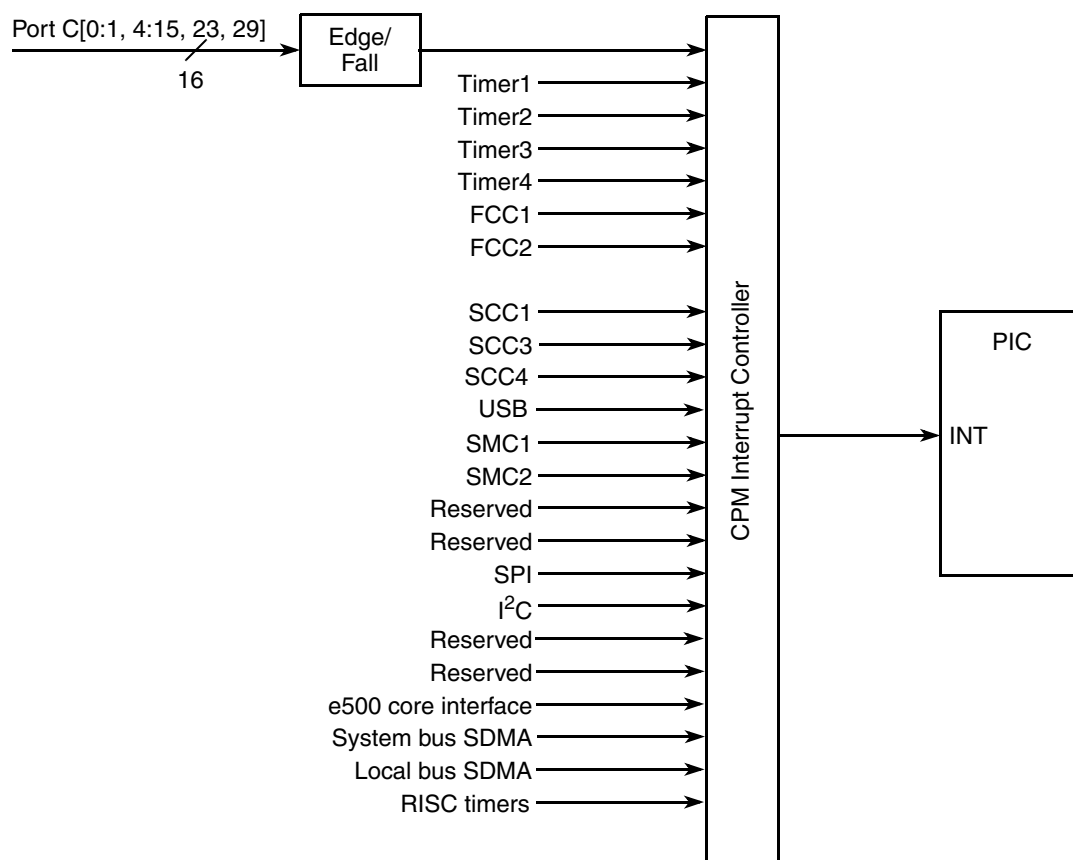 Port C[0:1, 4:15, 23, 29]
16
Edge/
Fall
Timer1
Timer2
Timer3
Timer4
FCC1
FCC2
SCC1
SCC3
SCC4
USB
SMC1
SMC2
Reserved
Reserved
SPI
I²C
Reserved
Reserved
e500 core interface
System bus SDMA
Local bus SDMA
RISC timers
CPM Interrupt Controller
PIC
INT